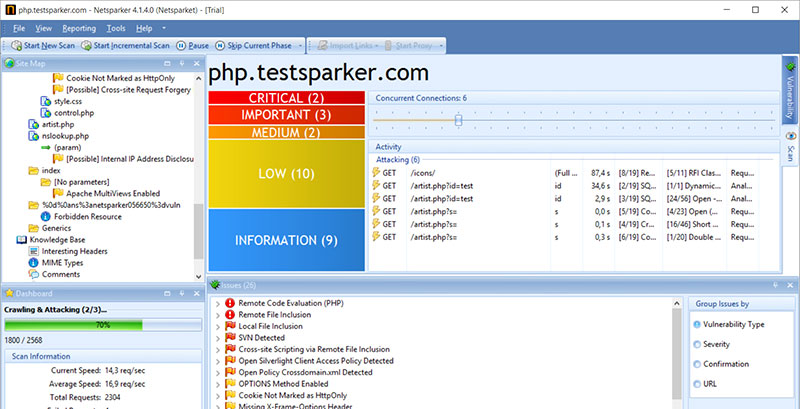 php.testsparker.com - Netsparker 4.1.4.0 (Netsparket) - [Trial]
File View Reporting Tools Help
Start New Scan Start Incremental Scan Pause Skip Current Phase Import Links Start Proxy
Site Map
Cookie Not Marked as HttpOnly
[Possible] Cross-site Request Forgery
style.css
control.php
artist.php
nslookup.php
(param)
[Possible] Internal IP Address Disclosu
index
[No parameters]
Apache MultiViews Enabled
%0d%0ans%3anetsparker056650%3dvuln
Forbidden Resource
Generics
Knowledge Base
Interesting Headers
MIME Types
Comments
Dashboard
Crawling & Attacking (2/3)...
70%
1800 / 2568
Scan Information
Current Speed: 14,3 req/sec
Average Speed: 16,9 req/sec
Total Requests: 2304
php.testsparker.com
CRITICAL (2)
IMPORTANT (3)
MEDIUM (2)
LOW (10)
INFORMATION (9)
Concurrent Connections: 6
Activity
Attacking (6)
GET /icons/ (Full ... 87,4 s [8/19] Re... [5/11] RFI Clas... Requ...
GET /artist.php?id=test id 34,6 s [2/19] SQ... [1/1] Dynamic... Anal...
GET /artist.php?id=test id 2,9 s [3/19] SQ... [24/56] Open -... Anal...
GET /artist.php?s= s 0,0 s [5/19] Co... [4/23] Open (... Requ...
GET /artist.php?s= s 0,1 s [4/19] Cr... [16/46] Short ... Requ...
GET /artist.php?s= s 0,3 s [6/19] Co... [1/20] Double ... Requ...
Vulnerability
Scan
Issues (26)
Remote Code Evaluation (PHP)
Remote File Inclusion
Local File Inclusion
SVN Detected
Cross-site Scripting via Remote File Inclusion
Open Silverlight Client Access Policy Detected
Open Policy Crossdomain.xml Detected
OPTIONS Method Enabled
Cookie Not Marked as HttpOnly
Missing X-Frame-Options Header
Group Issues by
Vulnerability Type
Severity
Confirmation
URL